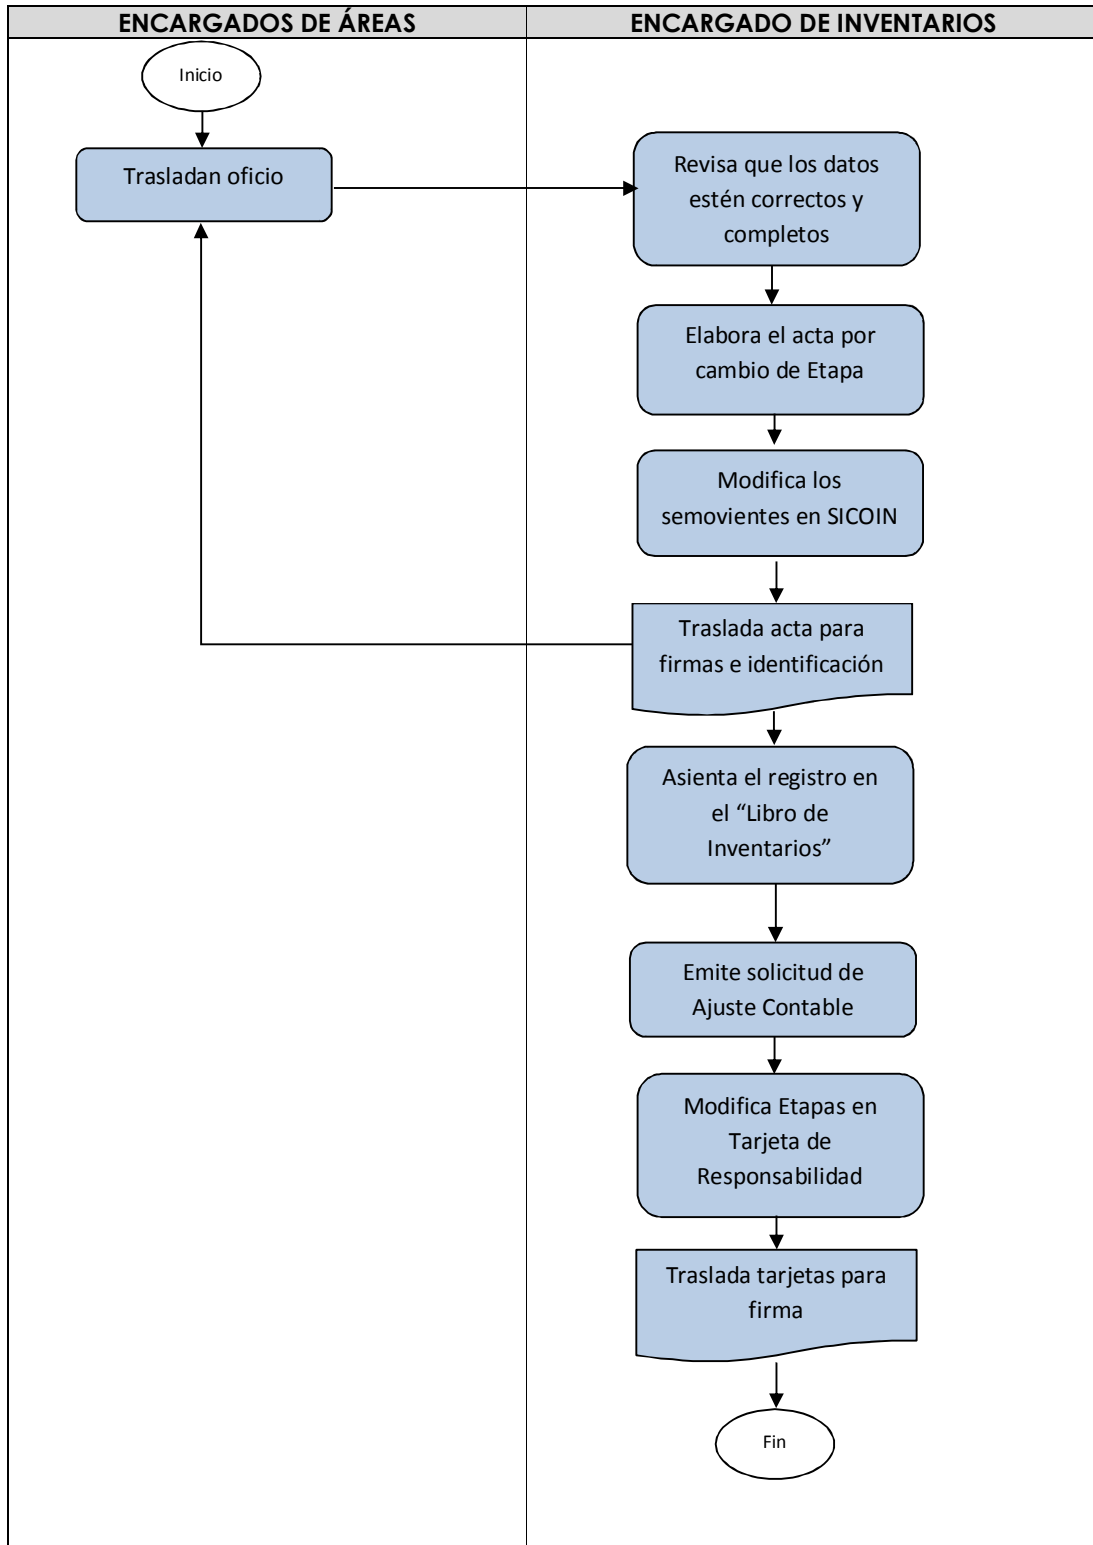 ENCARGADOS DE ÁREAS
ENCARGADO DE INVENTARIOS
Inicio
Trasladan oficio
Revisa que los datos
estén correctos y
completos
Elabora el acta por
cambio de Etapa
Modifica los
semovientes en SICOIN
Traslada acta para
firmas e identificación
Asienta el registro en
el “Libro de
Inventarios”
Emite solicitud de
Ajuste Contable
Modifica Etapas en
Tarjeta de
Responsabilidad
Traslada tarjetas para
firma
Fin